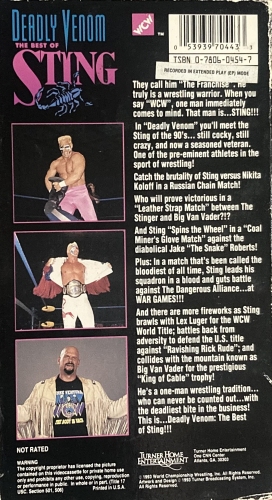 DEADLY VENOM
THE BEST OF
STING
WCW
TM
0 53939 70443 3
ISBN 0-7806-0454-7
RECORDED IN EXTENDED PLAY (EP) MODE
They call him "The Franchise". He
truly is a wrestling warrior. When you
say "WCW", one man immediately
comes to mind. That man is...STING!!!
In "Deadly Venom" you'll meet the
Sting of the 90's... still cocky, still
crazy, and now a seasoned veteran.
One of the pre-eminent athletes in the
sport of wrestling!
Catch the brutality of Sting versus Nikita
Koloff in a Russian Chain Match!
Who will prove victorious in a
"Leather Strap Match" between The
Stinger and Big Van Vader?!?
And Sting "Spins the Wheel" in a "Coal
Miner's Glove Match" against the
diabolical Jake "The Snake" Roberts!
Plus: In a match that's been called the
bloodiest of all time, Sting leads his
squadron in a blood and guts battle
against The Dangerous Alliance...at
WAR GAMES!!!
And there are more fireworks as Sting
brawls with Lex Luger for the WCW
World Title; battles back from
adversity to defend the U.S. title
against "Ravishing Rick Rude"; and
collides with the mountain known as
Big Van Vader for the prestigious
"King of Cable" trophy.
He's a one-man wrestling tradition...
who can never be counted out...with
the deadliest bite in the business!
This is...Deadly Venom: The Best
of Sting!!!
NOT RATED
WARNING
The copyright proprietor has licensed the picture
contained on this videocassette for private home use
only and prohibits any other use, copying, reproduction
or performance in public. in whole or in part.(Title 17
USC. Section 501, 506)
Printed in U.S.A.
TURNER HOME
ENTERTAINMENT
Turner Home Entertainment
One CNN Center
Atlanta, GA. 30303
1993 World Championship Wrestling, Inc. All Rights Reserved.
Artwork and Design © 1993 Turner Broadcasting System, Inc.
All Rights Reserved.